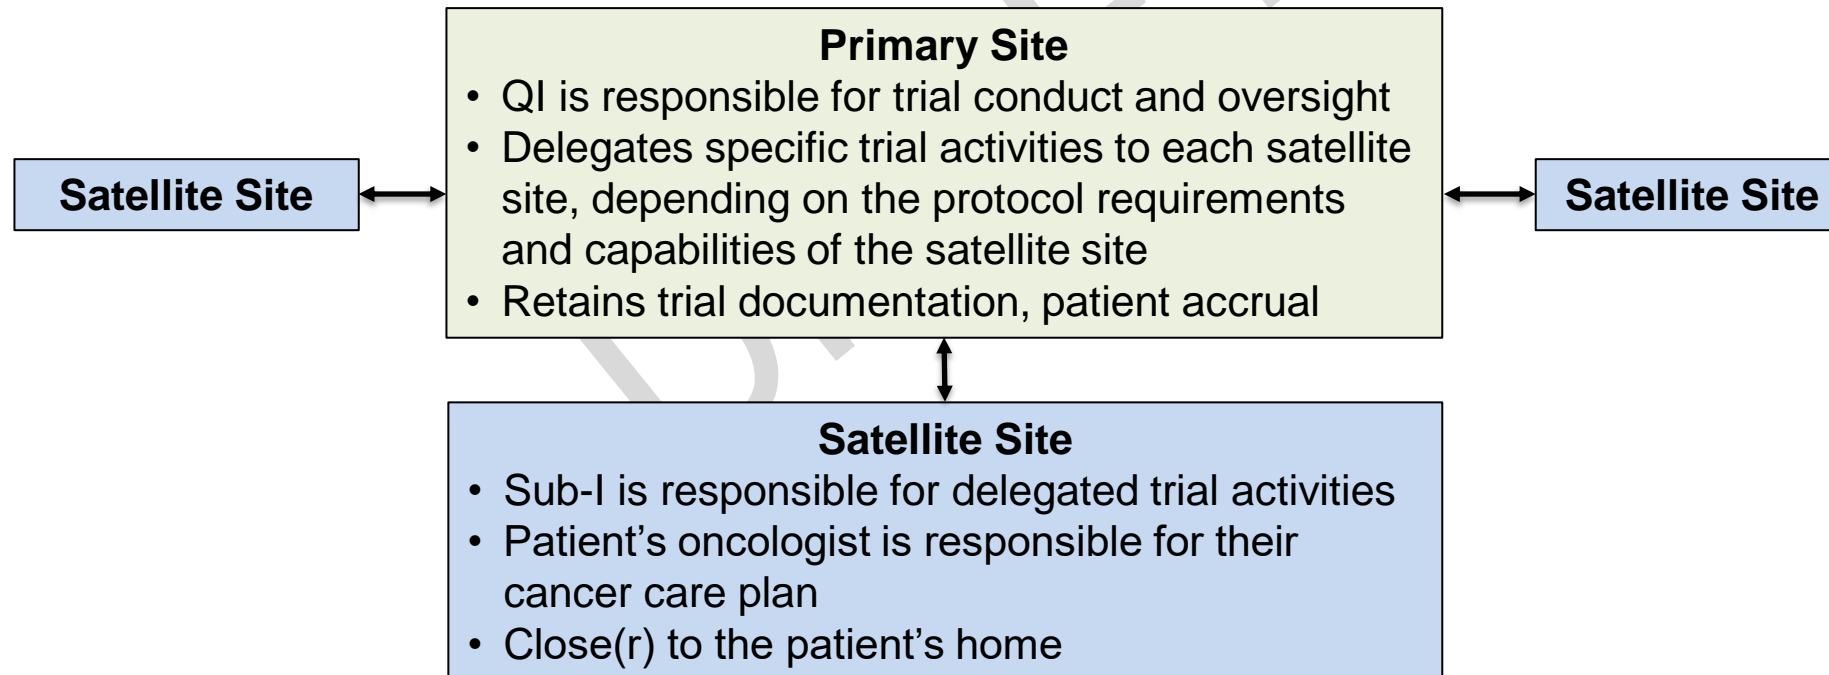 Primary Site
• QI is responsible for trial conduct and oversight
• Delegates specific trial activities to each satellite
site, depending on the protocol requirements
and capabilities of the satellite site
• Retains trial documentation, patient accrual
Satellite Site
Satellite Site
Satellite Site
• Sub-I is responsible for delegated trial activities
• Patient’s oncologist is responsible for their
cancer care plan
• Close(r) to the patient’s home